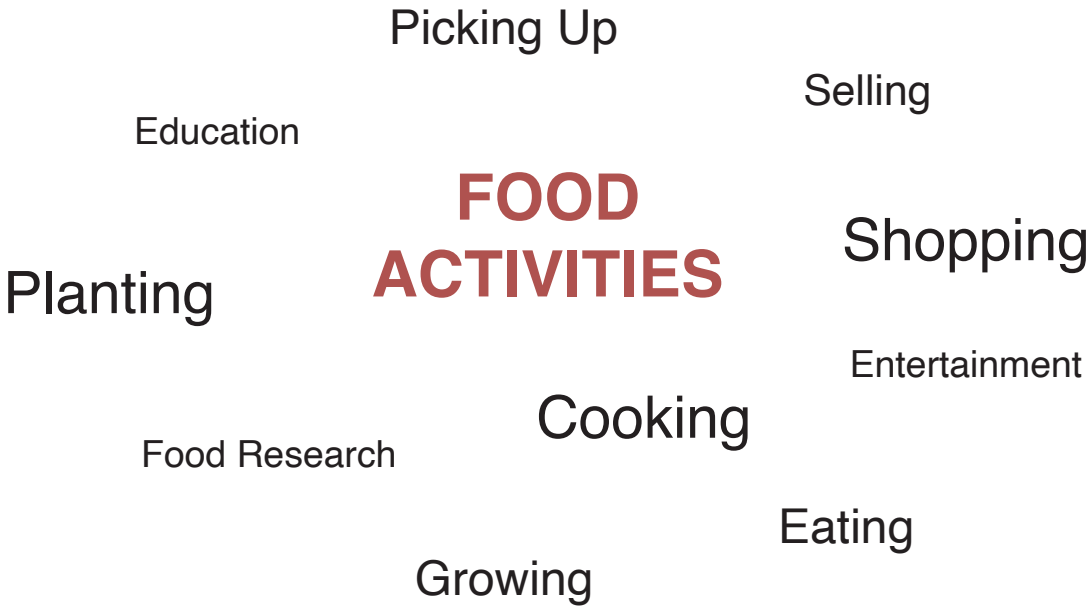 Picking Up
Selling
Education
FOOD
ACTIVITIES
Shopping
Planting
Entertainment
Cooking
Food Research
Eating
Growing